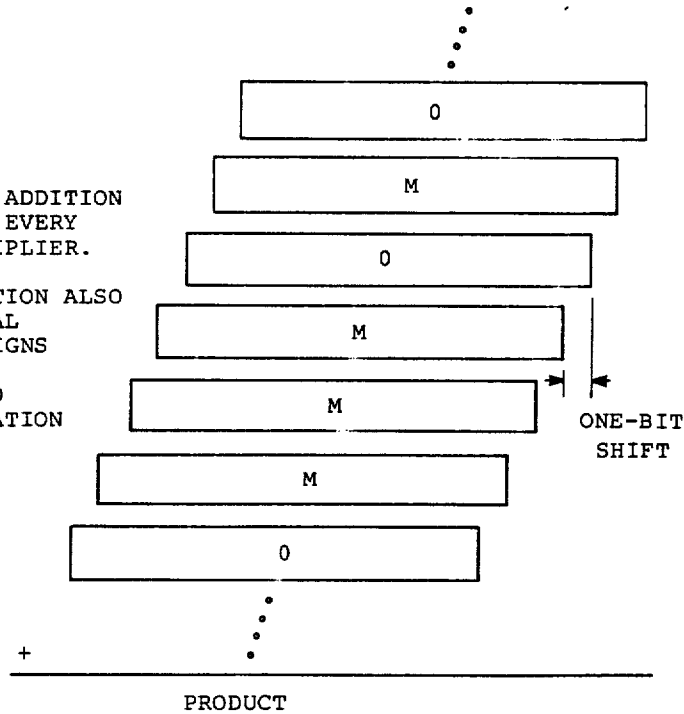 0
M
0
M
M
M
0
ADDITION
EVERY
IPLIER.
TION ALSO
AL
IGNS
ATION
ONE-BIT
SHIFT
+
PRODUCT